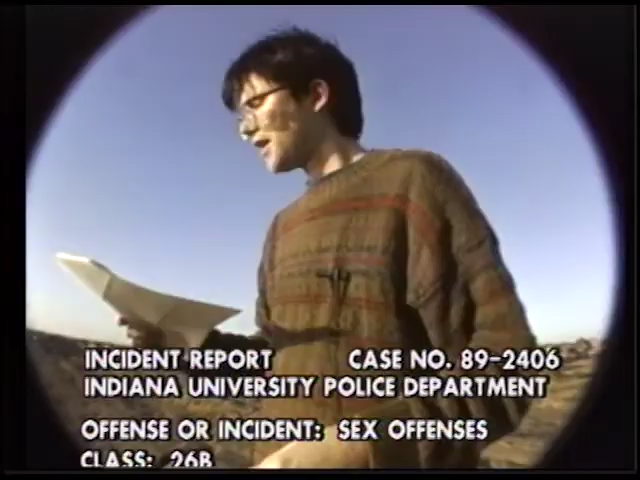 INCIDENT REPORT CASE NO. 89-2406
INDIANA UNIVERSITY POLICE DEPARTMENT
OFFENSE OR INCIDENT: SEX OFFENSES
CLASS: 26B